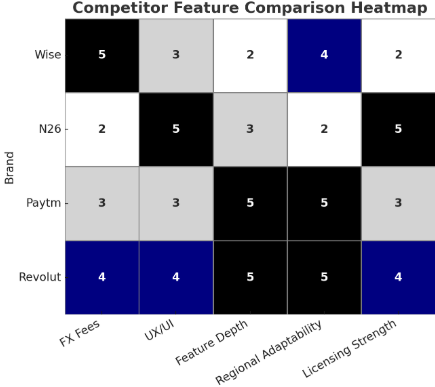 Competitor Feature Comparison Heatmap
Brand
Wise 5 3 2 4 2
N26 2 5 3 2 5
Paytm 3 3 5 5 3
Revolut 4 4 5 5 4
FX Fees UX/UI Feature Depth Regional Adaptability Licensing Strength